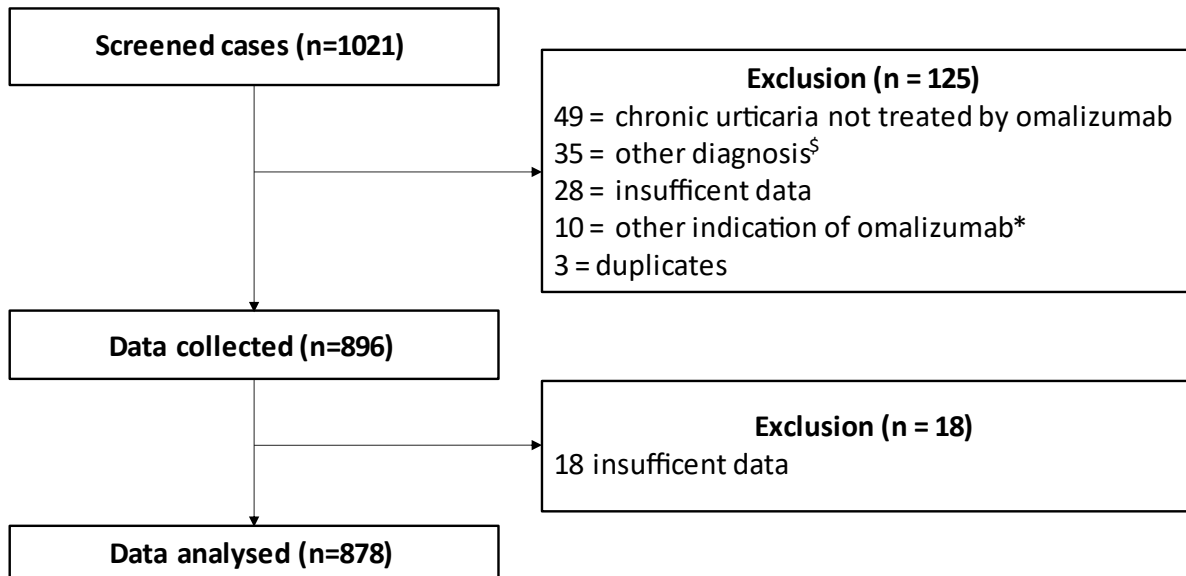 Screened cases (n=1021)
Exclusion (n = 125)
49 = chronic urticaria not treated by omalizumab
35 = other diagnosis$
28 = insufficent data
10 = other indication of omalizumab*
3 = duplicates
Data collected (n=896)
Exclusion (n = 18)
18 insufficent data
Data analysed (n=878)